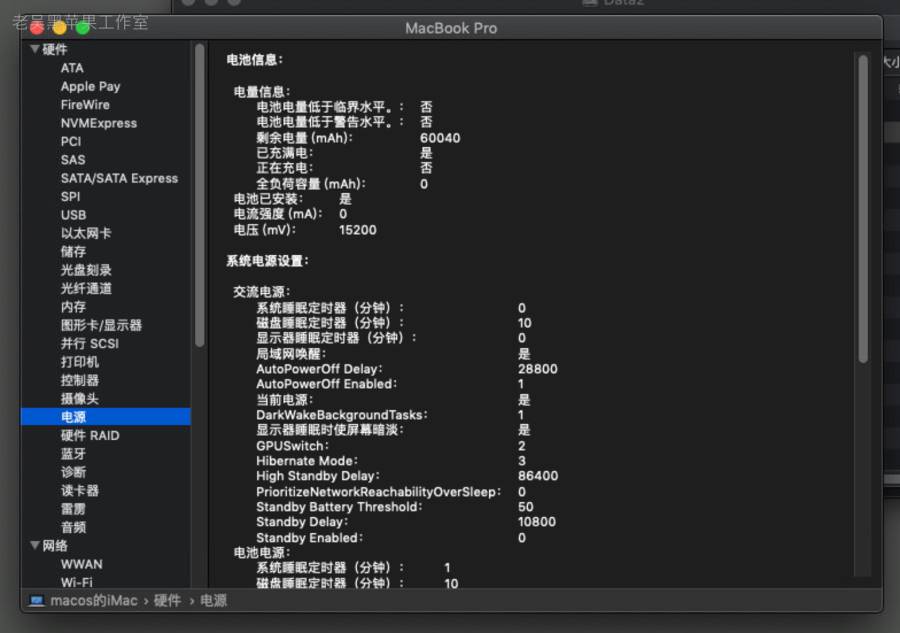 Data2
老吴黑苹果工作室
MacBook Pro
硬件
ATA
Apple Pay
FireWire
NVMExpress
PCI
SAS
SATA/SATA Express
SPI
USB
以太网卡
储存
光盘刻录
光纤通道
内存
图形卡/显示器
并行 SCSI
打印机
控制器
摄像头
电源
硬件 RAID
蓝牙
诊断
读卡器
雷雳
音频
网络
WWAN
Wi-Fi
电池信息：
电量信息：
电池电量低于临界水平。： 否
电池电量低于警告水平。： 否
剩余电量 (mAh)： 60040
已充满电： 是
正在充电： 否
全负荷容量 (mAh)： 0
电池已安装： 是
电流强度 (mA)： 0
电压 (mV)： 15200
系统电源设置：
交流电源：
系统睡眠定时器（分钟）： 0
磁盘睡眠定时器（分钟）： 10
显示器睡眠定时器（分钟）： 0
局域网唤醒： 是
AutoPowerOff Delay： 28800
AutoPowerOff Enabled： 1
当前电源： 是
DarkWakeBackgroundTasks： 1
显示器睡眠时使屏幕暗淡： 是
GPUSwitch： 2
Hibernate Mode： 3
High Standby Delay： 86400
PrioritizeNetworkReachabilityOverSleep： 0
Standby Battery Threshold： 50
Standby Delay： 10800
Standby Enabled： 0
电池电源：
系统睡眠定时器（分钟）： 1
磁盘睡眠定时器（分钟）： 10
大小
macos的iMac › 硬件 › 电源